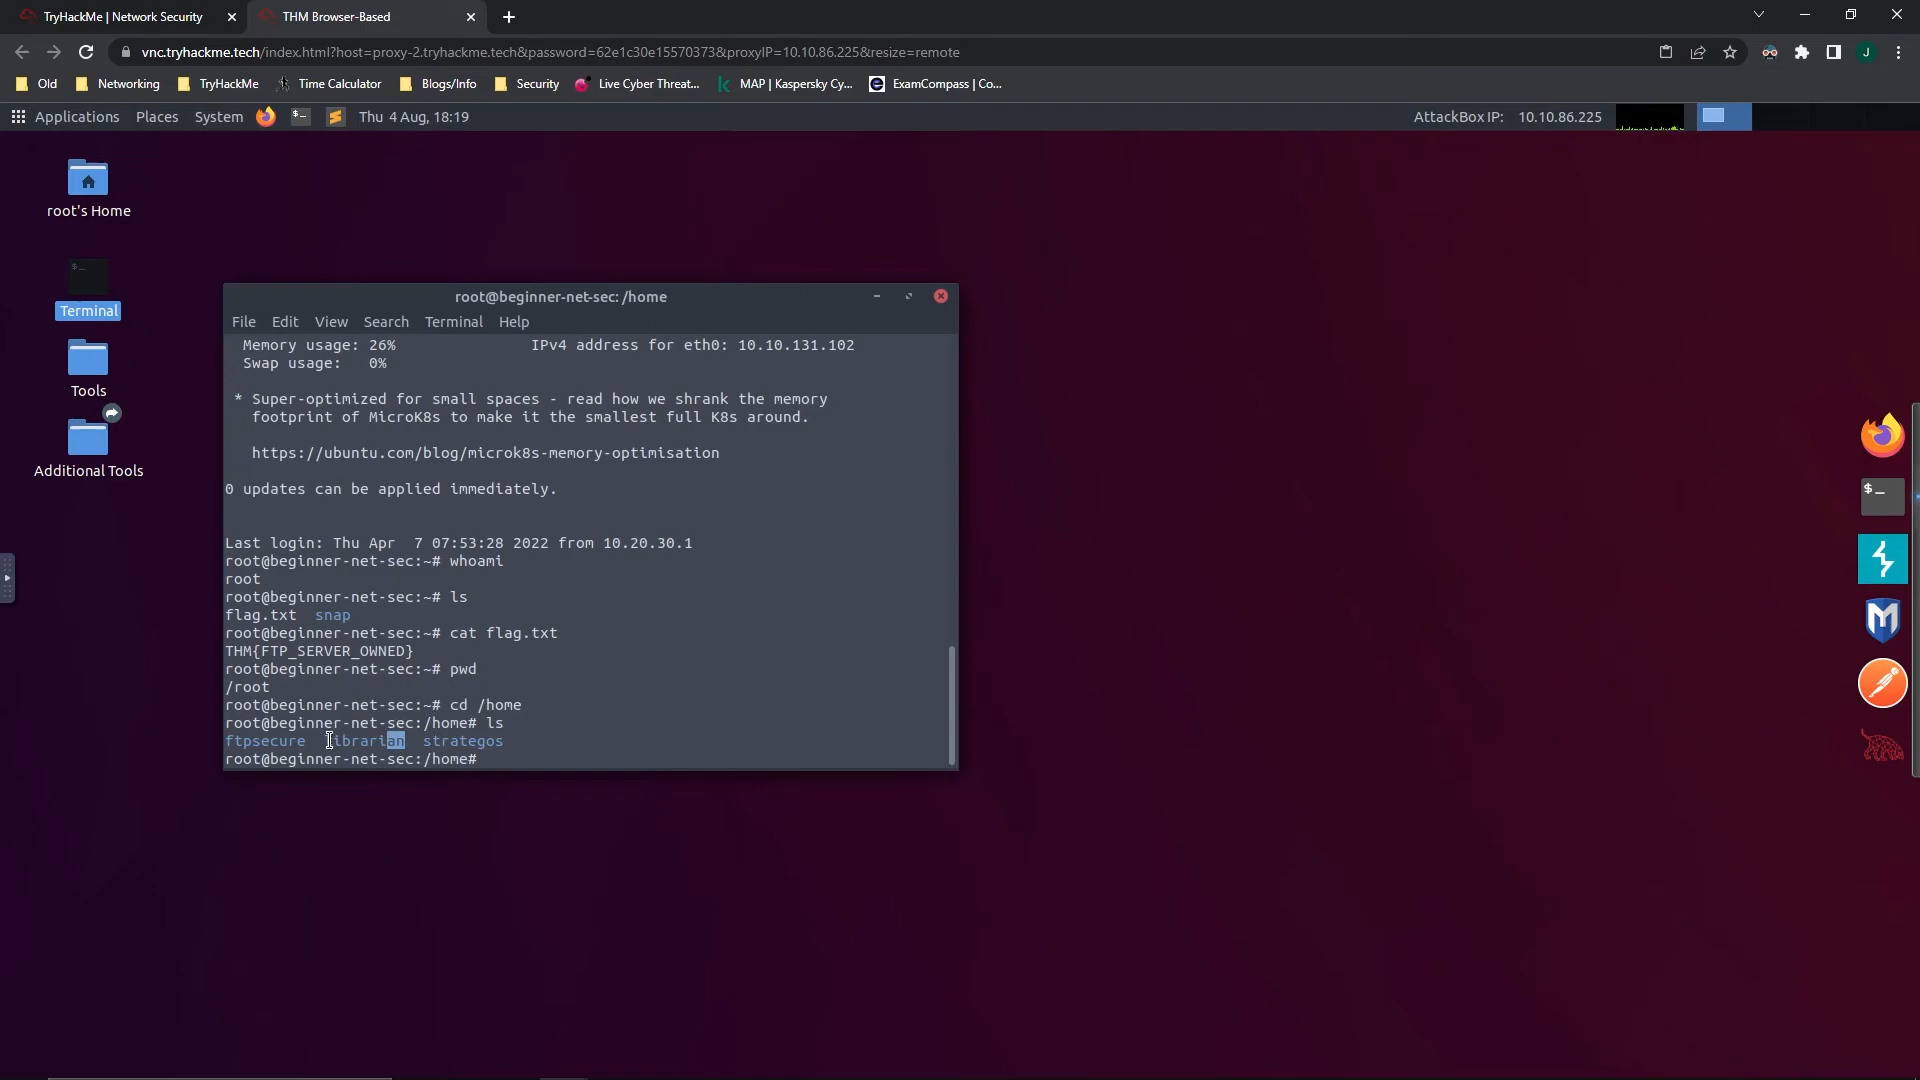 TryHackMe | Network Security
THM Browser-Based
vnc.tryhackme.tech/index.html?host=proxy-2.tryhackme.tech&password=62e1c30e15570373&proxyIP=10.10.86.225&resize=remote
J
Old Networking TryHackMe Time Calculator Blogs/Info Security Live Cyber Threat... MAP | Kaspersky Cy... ExamCompass | Co...
Applications Places System Thu 4 Aug, 18:19 AttackBox IP: 10.10.86.225
root's Home
Terminal
Tools
Additional Tools
root@beginner-net-sec: /home
File Edit View Search Terminal Help
Memory usage: 26% IPv4 address for eth0: 10.10.131.102
Swap usage: 0%
* Super-optimized for small spaces - read how we shrank the memory
footprint of MicroK8s to make it the smallest full K8s around.
https://ubuntu.com/blog/microk8s-memory-optimisation
0 updates can be applied immediately.
Last login: Thu Apr 7 07:53:28 2022 from 10.20.30.1
root@beginner-net-sec:~# whoami
root
root@beginner-net-sec:~# ls
flag.txt snap
root@beginner-net-sec:~# cat flag.txt
THM{FTP_SERVER_OWNED}
root@beginner-net-sec:~# pwd
/root
root@beginner-net-sec:~# cd /home
root@beginner-net-sec:/home# ls
ftpsecure librarian strategos
root@beginner-net-sec:/home#